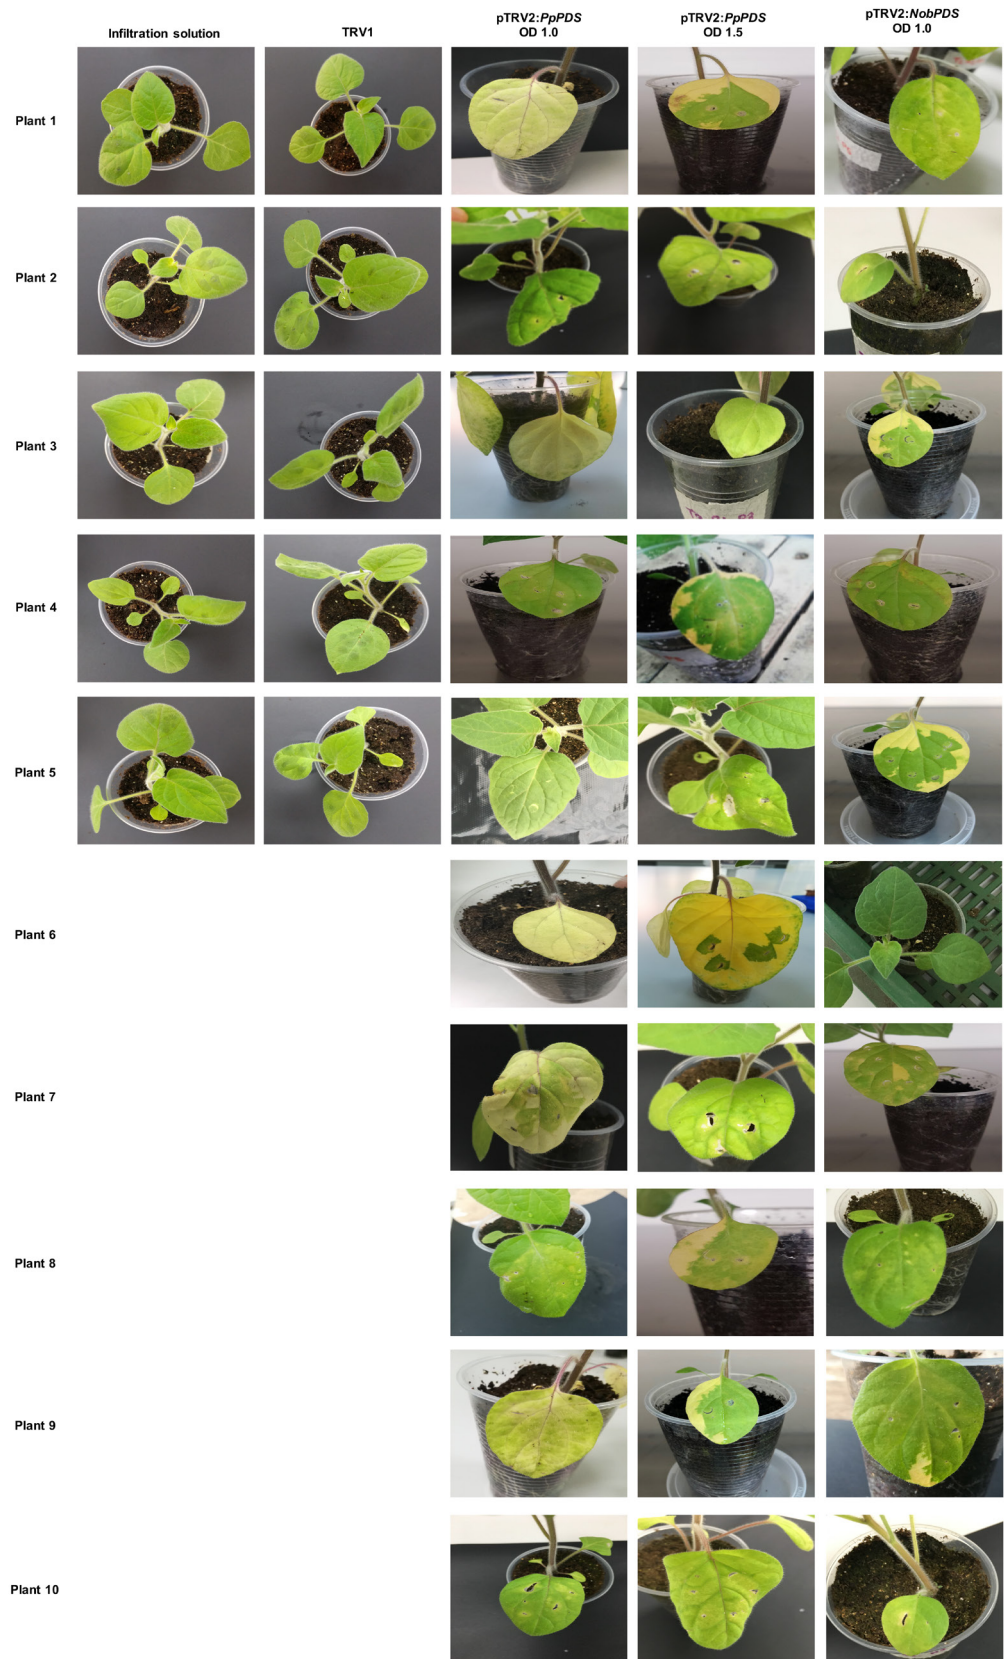 Infiltration solution
TRV1
pTRV2:PpPDS
OD 1.0
pTRV2:PpPDS
OD 1.5
pTRV2:NobPDS
OD 1.0
Plant 1
Plant 2
Plant 3
Plant 4
Plant 5
Plant 6
Plant 7
Plant 8
Plant 9
Plant 10